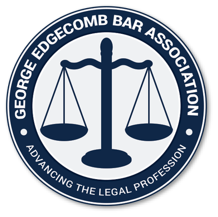 GEORGE EDGECOMB BAR ASSOCIATION
ADVANCING THE LEGAL PROFESSION